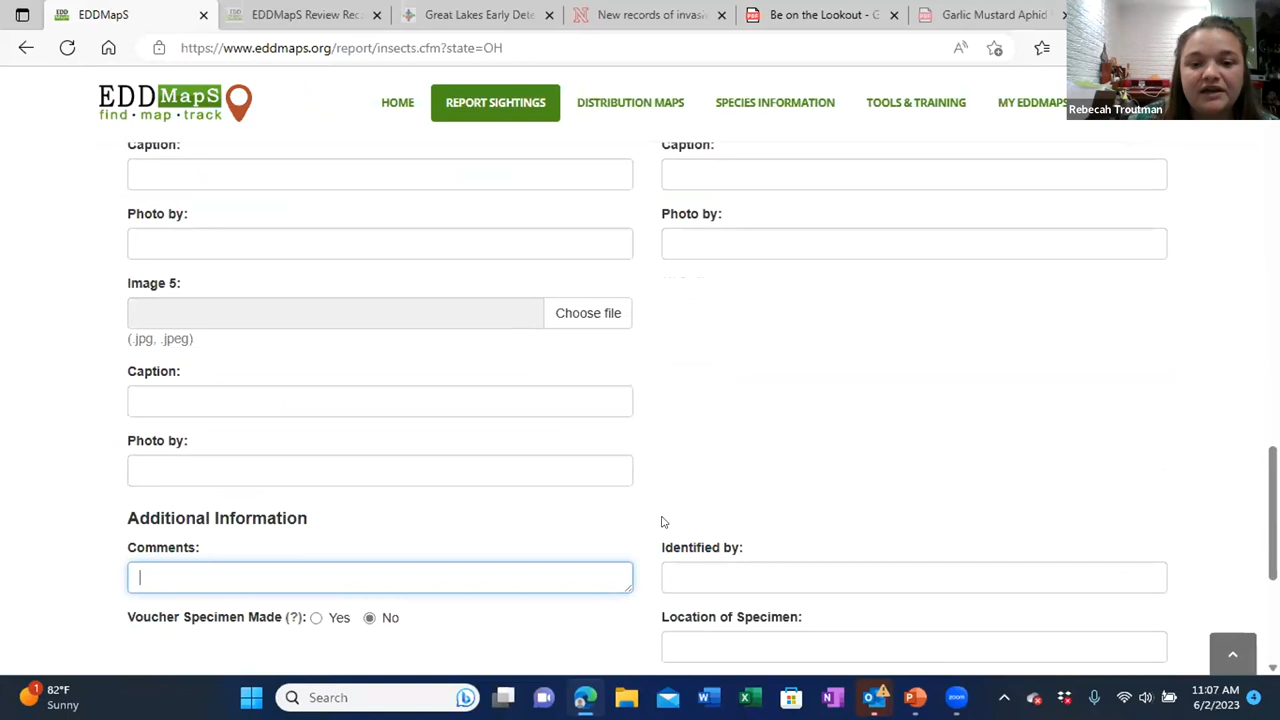 EDDMapS
EDDMapS Review Rec
Great Lakes Early Dete
New records of invasi
Be on the Lookout - G
Garlic Mustard Aphid
https://www.eddmaps.org/report/insects.cfm?state=OH
Rebecah Troutman
EDDMapS
find · map · track
HOME
REPORT SIGHTINGS
DISTRIBUTION MAPS
SPECIES INFORMATION
TOOLS & TRAINING
MY EDDMAPS
Caption:
Caption:
Photo by:
Photo by:
Image 5:
Choose file
(.jpg, .jpeg)
Caption:
Photo by:
Additional Information
Comments:
Identified by:
Voucher Specimen Made (?): Yes No
Location of Specimen:
1
82°F
Sunny
Search
11:07 AM
6/2/2023
4